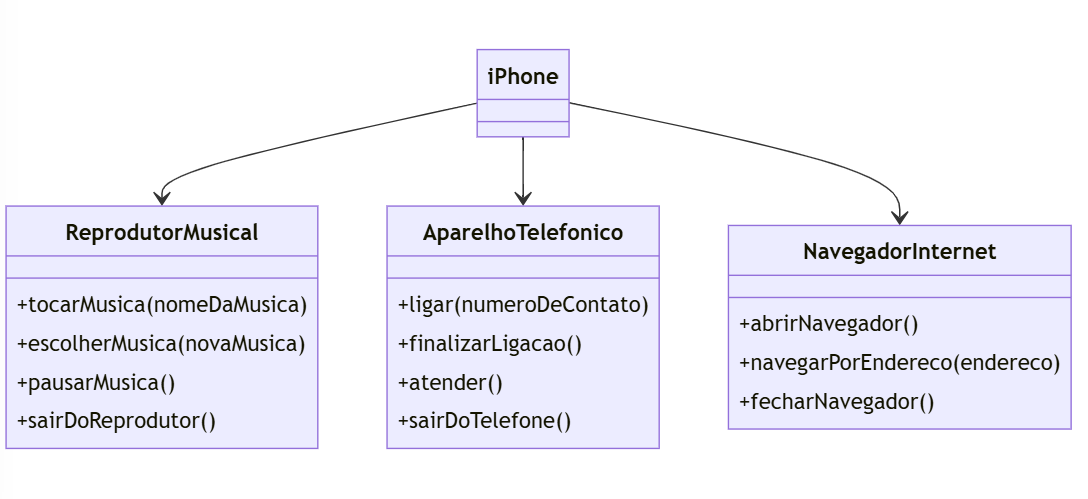 iPhone
ReprodutorMusical
+tocarMusica(nomeDaMusica)
+escolherMusica(novaMusica)
+pausarMusica()
+sairDoReprodutor()
AparelhoTelefonico
+ligar(numeroDeContato)
+finalizarLigacao()
+atender()
+sairDoTelefone()
NavegadorInternet
+abrirNavegador()
+navegarPorEndereco(endereco)
+fecharNavegador()